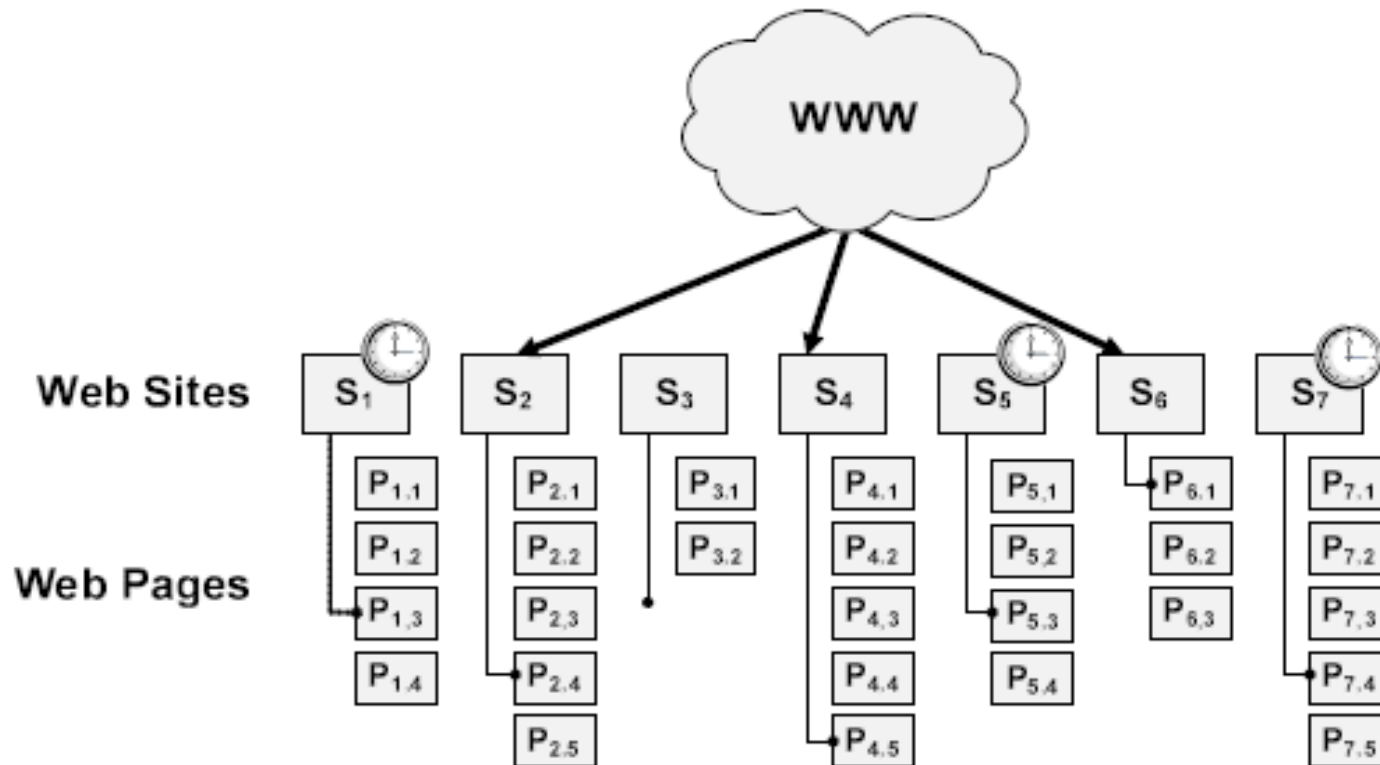 WWW
Web Sites
S1 S2 S3 S4 S5 S6 S7
P1.1 P2.1 P3.1 P4.1 P5,1 P6.1 P7.1
P1.2 P2.2 P3.2 P4.2 P5,2 P6.2 P7.2
Web Pages
P1,3 P2,3 P4,3 P5.3 P6,3 P7,3
P1.4 P2.4 P4.4 P5.4 P7.4
P2.5 P4.5 P7.5